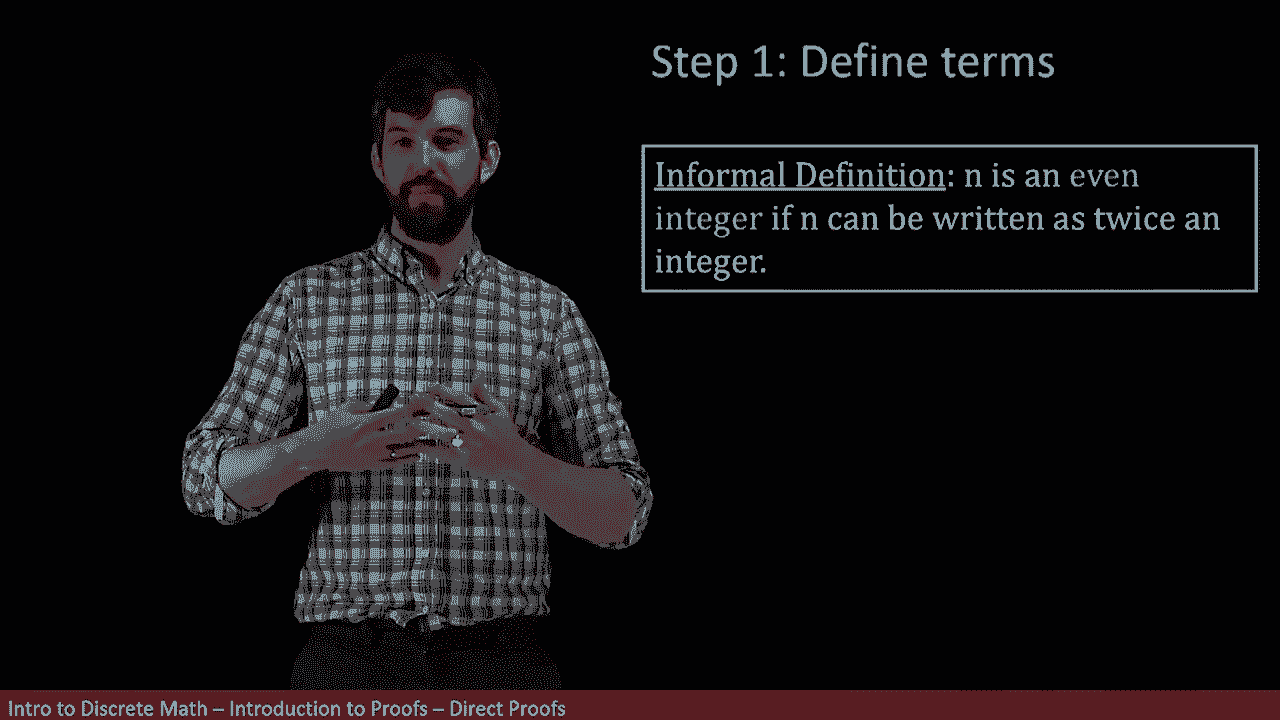 Step 1: Define terms
Informal Definition: n is an even
integer if n can be written as twice an
integer.
Intro to Discrete Math – Introduction to Proofs – Direct Proofs